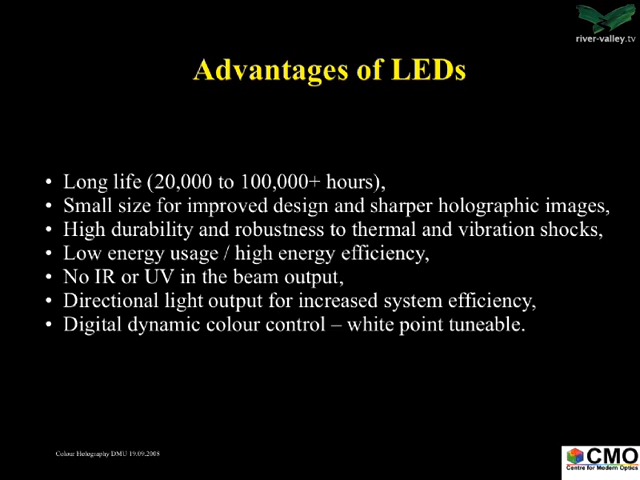 river-valley.tv
Advantages of LEDs
• Long life (20,000 to 100,000+ hours),
• Small size for improved design and sharper holographic images,
• High durability and robustness to thermal and vibration shocks,
• Low energy usage / high energy efficiency,
• No IR or UV in the beam output,
• Directional light output for increased system efficiency,
• Digital dynamic colour control – white point tuneable.
Colour Holography DMU 19.09.2008
CMO
Centre for Modern Optics